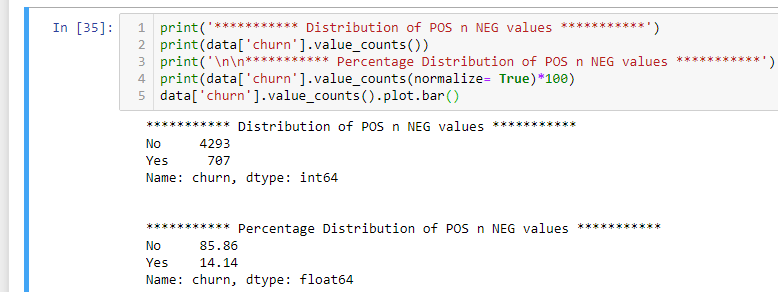 In [35]:
1 print('*********** Distribution of POS n NEG values ***********')
2 print(data['churn'].value_counts())
3 print('\n\n*********** Percentage Distribution of POS n NEG values ***********')
4 print(data['churn'].value_counts(normalize= True)*100)
5 data['churn'].value_counts().plot.bar()
*********** Distribution of POS n NEG values ***********
No     4293
Yes     707
Name: churn, dtype: int64
*********** Percentage Distribution of POS n NEG values ***********
No     85.86
Yes    14.14
Name: churn, dtype: float64